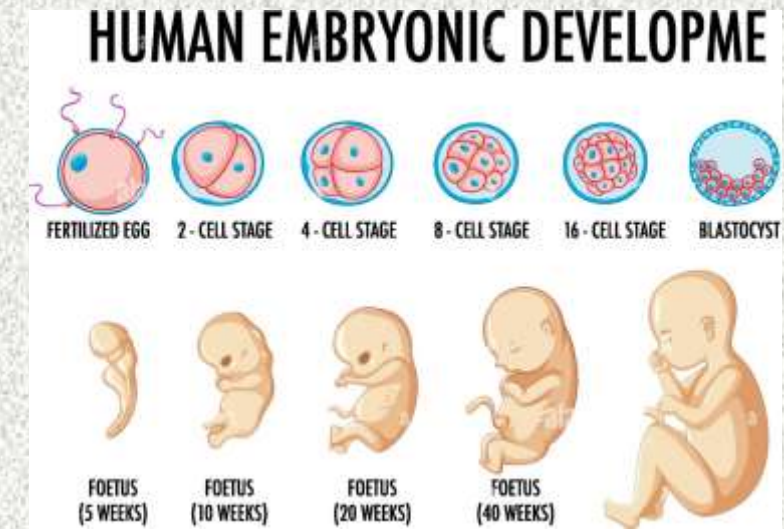 HUMAN EMBRYONIC DEVELOPME
FERTILIZED EGG
2 - CELL STAGE
4 - CELL STAGE
8 - CELL STAGE
16 - CELL STAGE
BLASTOCYST
FOETUS
(5 WEEKS)
FOETUS
(10 WEEKS)
FOETUS
(20 WEEKS)
FOETUS
(40 WEEKS)